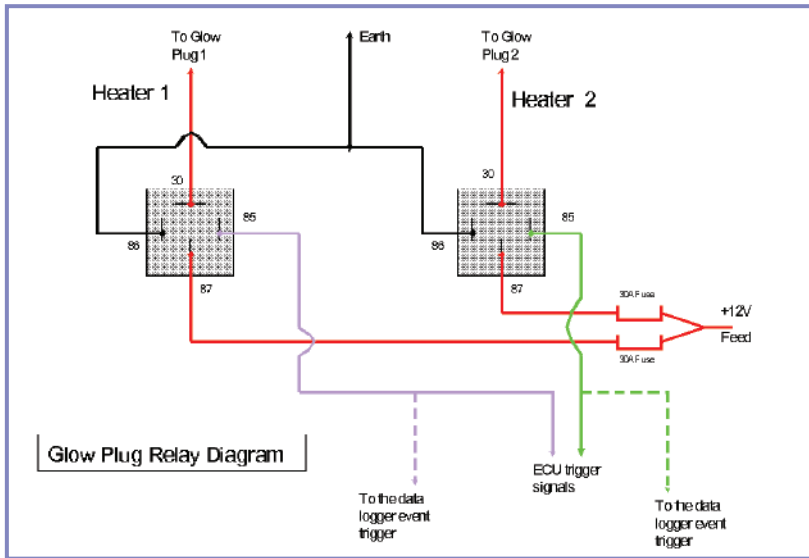 To Glow
Plug 1
Earth
To Glow
Plug 2
Heater 1
Heater 2
30
30
85
85
86
86
87
87
30A Fuse
+12V
Feed
30A Fuse
Glow Plug Relay Diagram
ECU trigger
signals
To the data
logger event
trigger
To the data
logger event
trigger